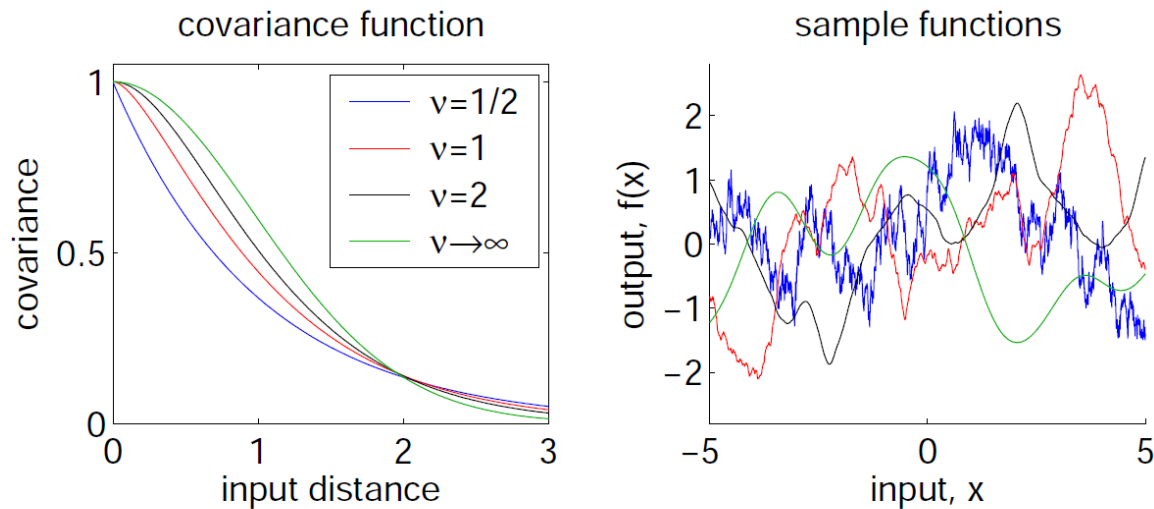 covariance function
1
0.5
0
covariance
0
1
2
3
input distance
ν=1/2
ν=1
ν=2
ν→∞
sample functions
2
1
0
−1
−2
output, f(x)
−5
0
5
input, x